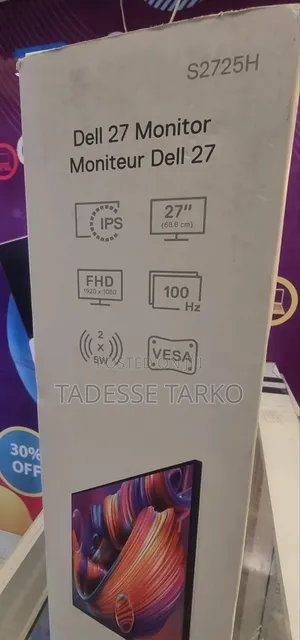 S2725H
Dell 27 Monitor
Moniteur Dell 27
IPS
27"
(68.6 cm)
FHD
1920 x 1080
100
Hz
2
x
5W
VESA
TADESSE TARKO
30%
OFF